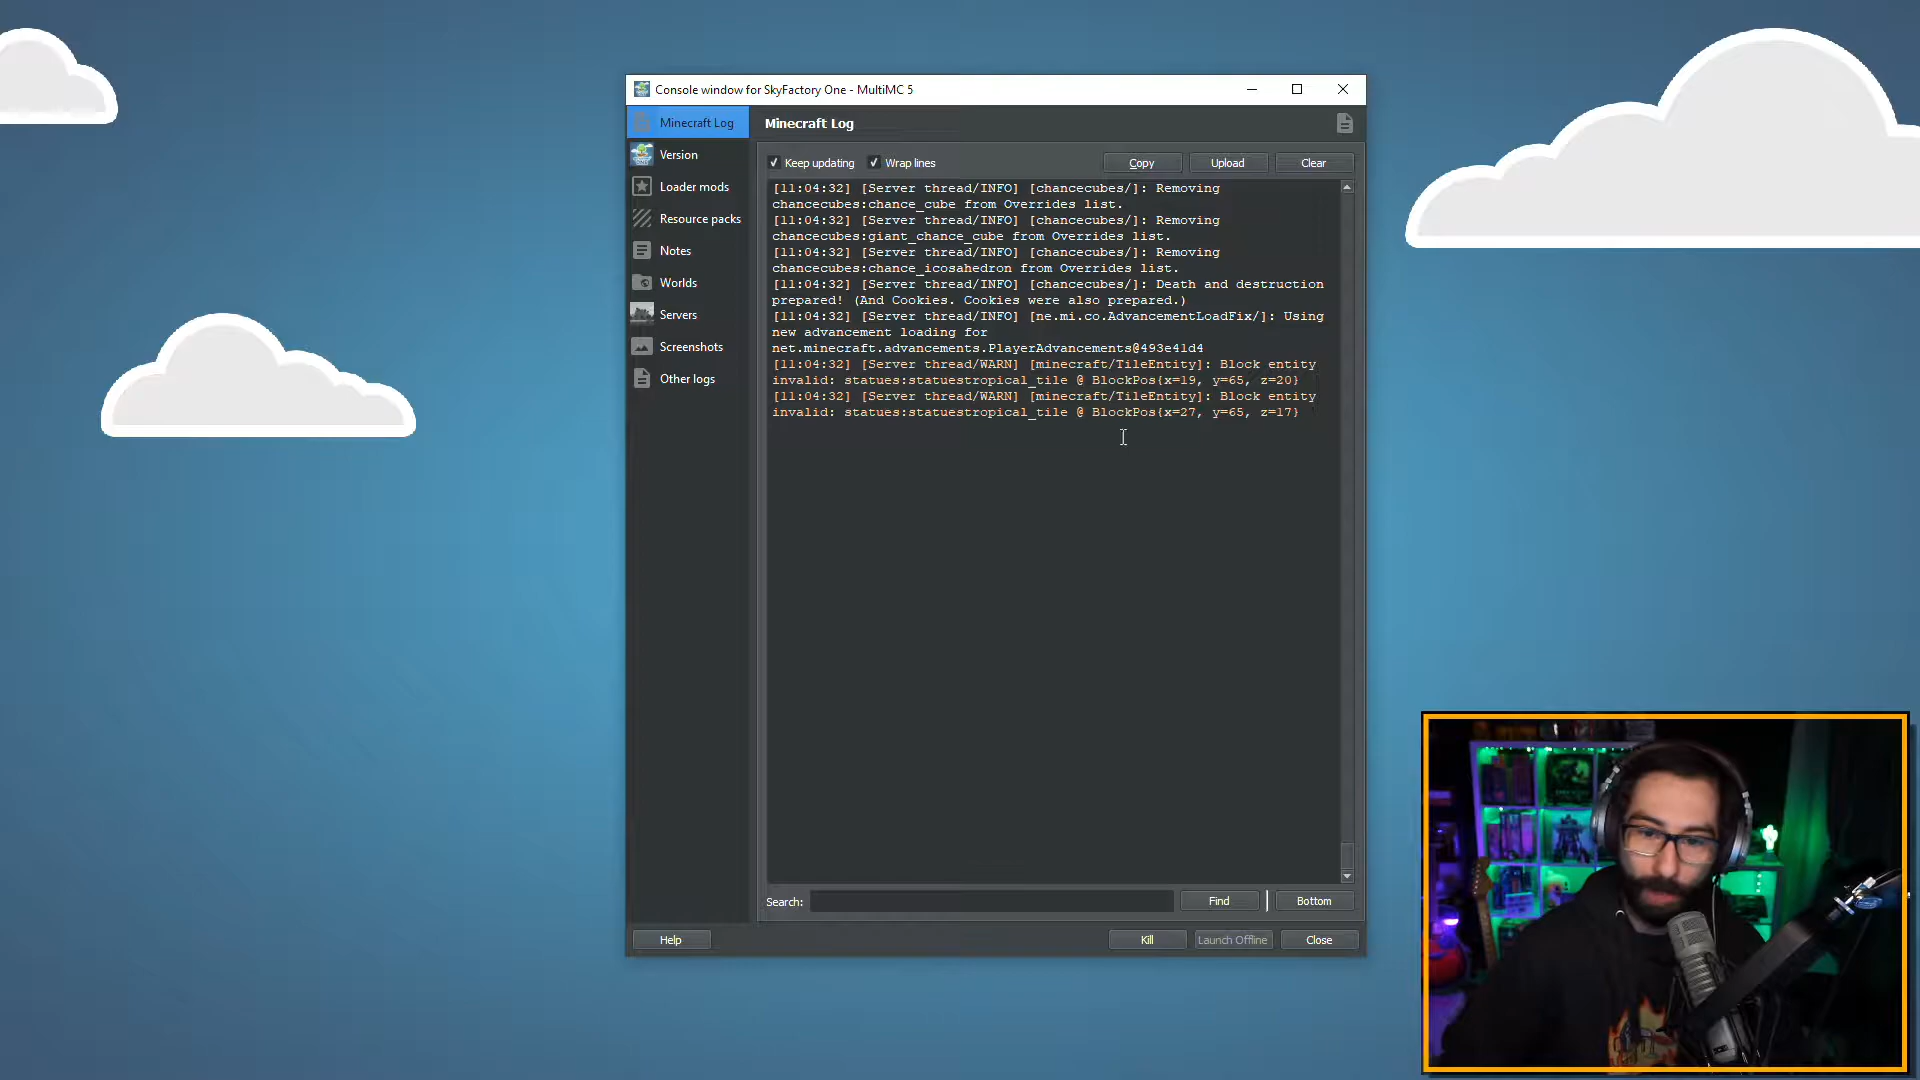 Console window for SkyFactory One - MultiMC 5
Minecraft Log
Version
Loader mods
Resource packs
Notes
Worlds
Servers
Screenshots
Other logs
Minecraft Log
Keep updating
Wrap lines
Copy
Upload
Clear
[11:04:32] [Server thread/INFO] [chancecubes/]: Removing
chancecubes:chance_cube from Overrides list.
[11:04:32] [Server thread/INFO] [chancecubes/]: Removing
chancecubes:giant_chance_cube from Overrides list.
[11:04:32] [Server thread/INFO] [chancecubes/]: Removing
chancecubes:chance_icosahedron from Overrides list.
[11:04:32] [Server thread/INFO] [chancecubes/]: Death and destruction
prepared! (And Cookies. Cookies were also prepared.)
[11:04:32] [Server thread/INFO] [ne.mi.co.AdvancementLoadFix/]: Using
new advancement loading for
net.minecraft.advancements.PlayerAdvancements@493e41d4
[11:04:32] [Server thread/WARN] [minecraft/TileEntity]: Block entity
invalid: statues:statuestropical_tile @ BlockPos{x=19, y=65, z=20}
[11:04:32] [Server thread/WARN] [minecraft/TileEntity]: Block entity
invalid: statues:statuestropical_tile @ BlockPos{x=27, y=65, z=17}
Search:
Find
Bottom
Help
Kill
Launch Offline
Close